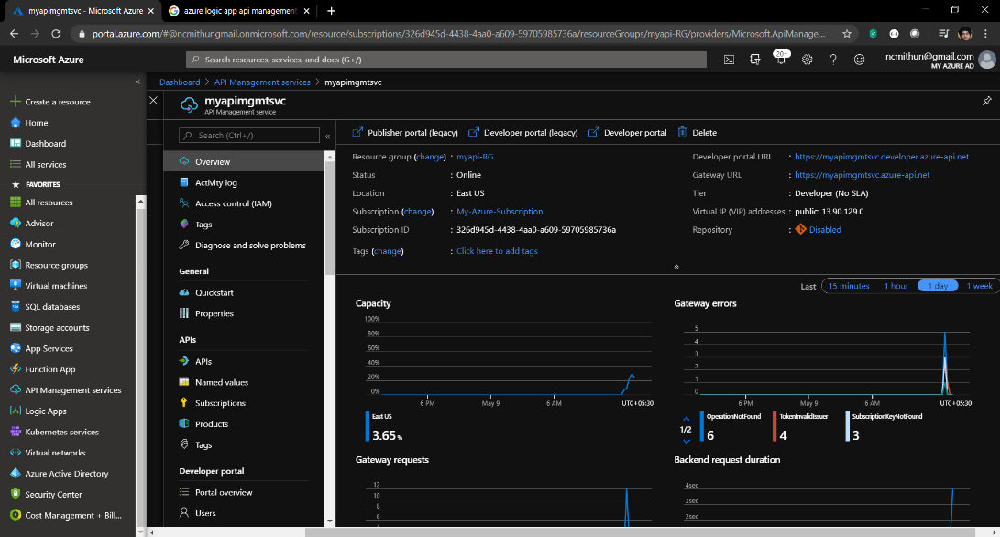 myapimgmtsvc - Microsoft Azure
azure logic app api management
portal.azure.com/#@ncmithungmail.onmicrosoft.com/resource/subscriptions/326d945d-4438-4aa0-a609-59705985736a/resourceGroups/myapi-RG/providers/Microsoft.ApiManage...
Microsoft Azure
Search resources, services, and docs (G+/)
20+
ncmithun@gmail.com
MY AZURE AD
Create a resource
Home
Dashboard
All services
FAVORITES
All resources
Advisor
Monitor
Resource groups
Virtual machines
SQL databases
Storage accounts
App Services
Function App
API Management services
Logic Apps
Kubernetes services
Virtual networks
Azure Active Directory
Security Center
Cost Management + Bill...
Dashboard > API Management services > myapimgmtsvc
myapimgmtsvc
API Management service
Search (Ctrl+/)
Overview
Activity log
Access control (IAM)
Tags
Diagnose and solve problems
General
Quickstart
Properties
APIs
APIs
Named values
Subscriptions
Products
Tags
Developer portal
Portal overview
Users
Publisher portal (legacy) Developer portal (legacy) Developer portal Delete
Resource group (change) : myapi-RG
Status : Online
Location : East US
Subscription (change) : My-Azure-Subscription
Subscription ID : 326d945d-4438-4aa0-a609-59705985736a
Tags (change) : Click here to add tags
Developer portal URL : https://myapimgmtsvc.developer.azure-api.net
Gateway URL : https://myapimgmtsvc.azure-api.net
Tier : Developer (No SLA)
Virtual IP (VIP) addresses : public: 13.90.129.0
Repository : Disabled
Last 15 minutes 1 hour 1 day 1 week
Capacity
100%
80%
60%
40%
20%
0%
6 PM May 9 6 AM UTC+05:30
East US
3.65%
Gateway errors
5
4
3
2
1
0
6 PM May 9 6 AM UTC+05:30
1/2
OperationNotFound
6
TokenInvalidIssuer
4
SubscriptionKeyNotFound
3
Gateway requests
12
10
8
6
4
Backend request duration
4sec
3sec
2sec